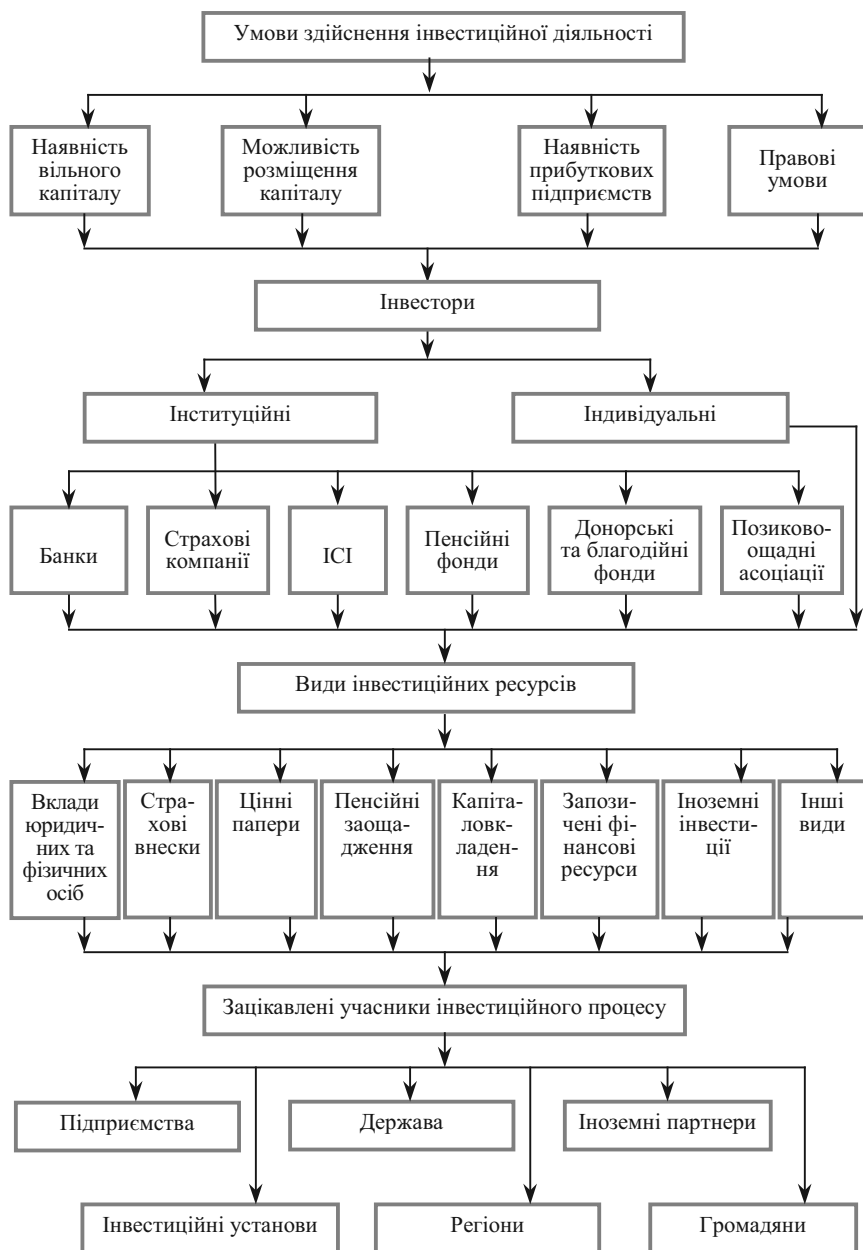 Умови здійснення інвестиційної діяльності
Наявність
вільного
капіталу
Можливість
розміщення
капіталу
Наявність
прибуткових
підприємств
Правові
умови
Інвестори
Інституційні
Індивідуальні
Банки
Страхові
компанії
ІСІ
Пенсійні
фонди
Донорські
та благодійні
фонди
Позиково-
ощадні
асоціації
Види інвестиційних ресурсів
Вклади
юридич-
них та
фізичних
осіб
Стра-
хові
внески
Цінні
папери
Пенсійні
заоща-
дження
Капіта-
ловк-
ладен-
ня
Запози-
чені фі-
нансові
ресурси
Іноземні
інвести-
ції
Інші
види
Зацікавлені учасники інвестиційного процесу
Підприємства
Держава
Іноземні партнери
Інвестиційні установи
Регіони
Громадяни